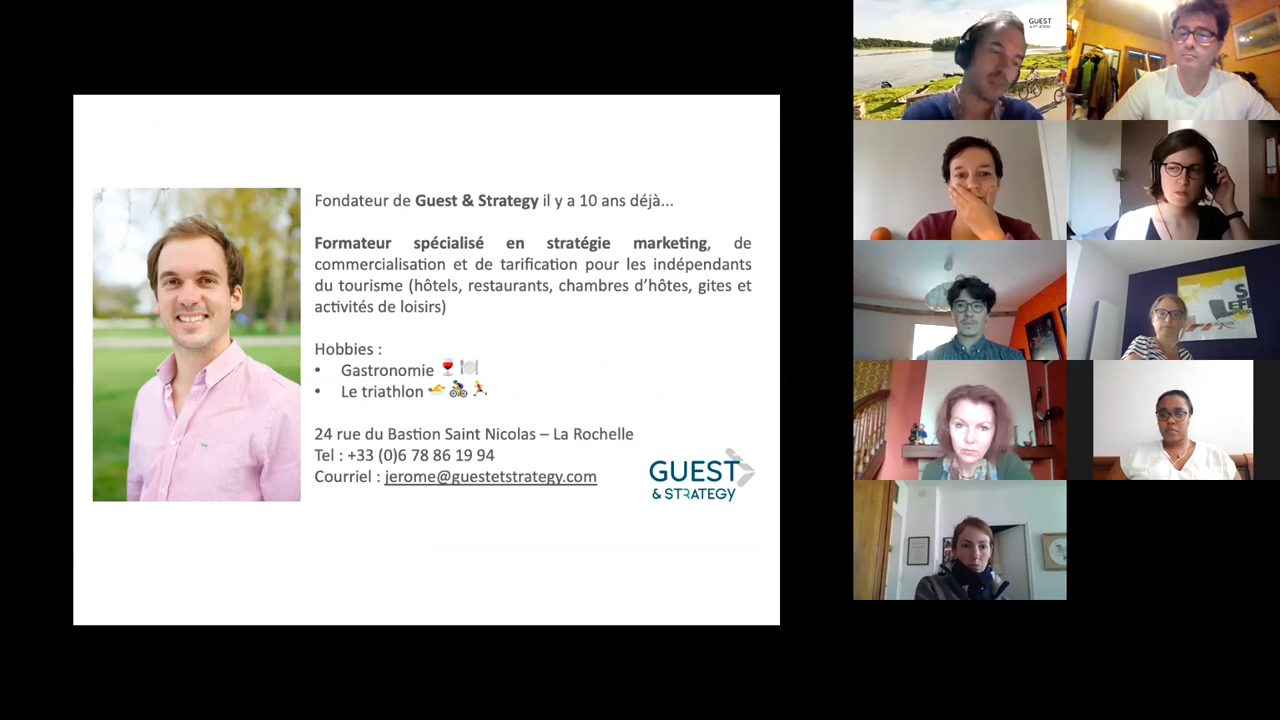 Fondateur de Guest & Strategy il y a 10 ans déjà...
Formateur spécialisé en stratégie marketing, de
commercialisation et de tarification pour les indépendants
du tourisme (hôtels, restaurants, chambres d'hôtes, gites et
activités de loisirs)
Hobbies :
• Gastronomie 🍷🍽️
• Le triathlon 🏊🚴🏃
24 rue du Bastion Saint Nicolas – La Rochelle
Tel : +33 (0)6 78 86 19 94
Courriel : jerome@guestetstrategy.com
GUEST
& STRATEGY
GUEST
& STRATEGY